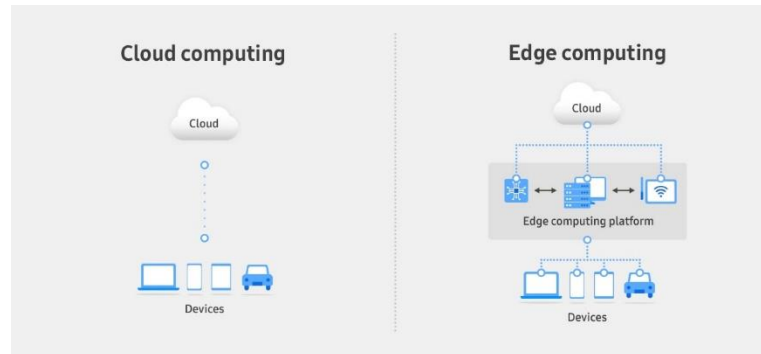 Cloud computing
Cloud
Devices
Edge computing
Cloud
Edge computing platform
Devices